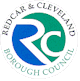 REDCAR & CLEVELAND
RC
BOROUGH COUNCIL